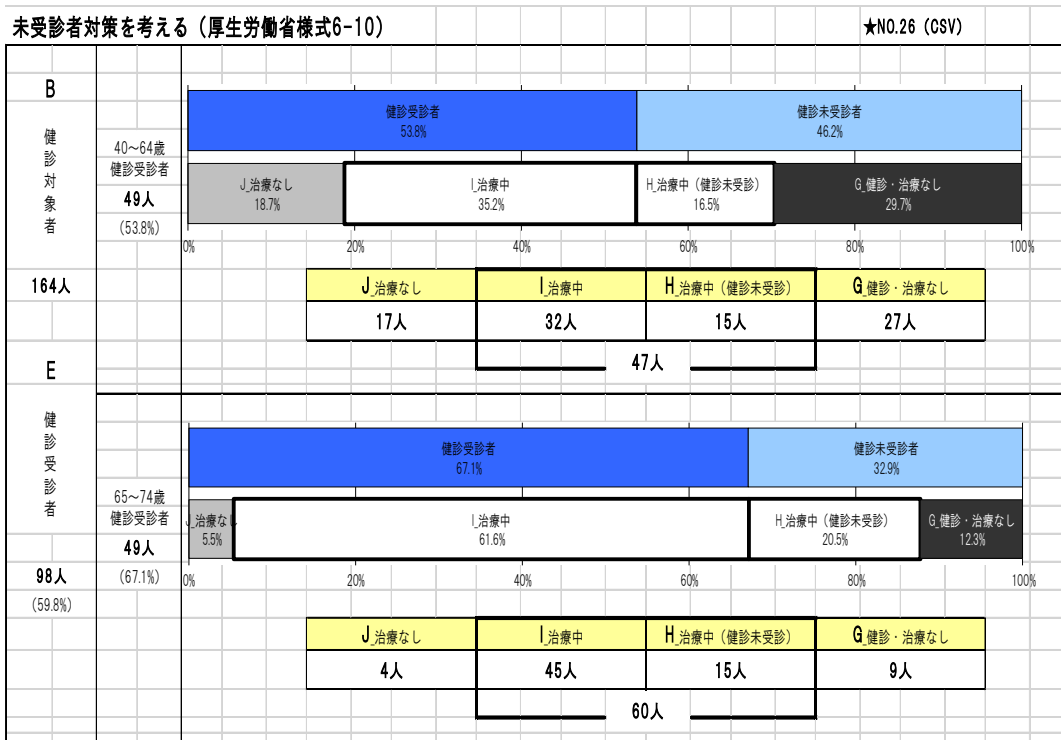 未受診者対策を考える（厚生労働省様式6-10）
★NO.26（CSV）
B
健診対象者
164人
E
健診受診者
98人
(59.8%)
40～64歳
健診受診者
49人
(53.8%)
健診受診者
53.8%
健診未受診者
46.2%
J_治療なし
18.7%
I_治療中
35.2%
H_治療中（健診未受診）
16.5%
G_健診・治療なし
29.7%
0% 20% 40% 60% 80% 100%
J_治療なし I_治療中 H_治療中（健診未受診） G_健診・治療なし
17人 32人 15人 27人
47人
65～74歳
健診受診者
49人
(67.1%)
健診受診者
67.1%
健診未受診者
32.9%
J_治療なし
5.5%
I_治療中
61.6%
H_治療中（健診未受診）
20.5%
G_健診・治療なし
12.3%
0% 20% 40% 60% 80% 100%
J_治療なし I_治療中 H_治療中（健診未受診） G_健診・治療なし
4人 45人 15人 9人
60人